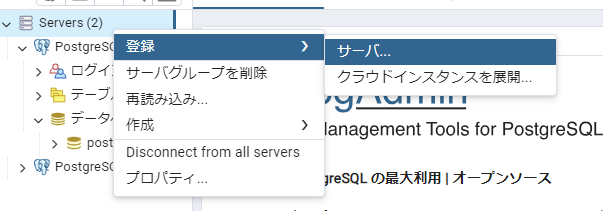 Servers (2)
PostgreSQ
ログイ
テーブル
データベ
post
PostgreSQ
登録
サーバグループを削除
再読み込み...
作成
Disconnect from all servers
プロパティ...
サーバ...
クラウドインスタンスを展開...
Admin
Management Tools for PostgreSQL
greSQL の最大利用 | オープンソース